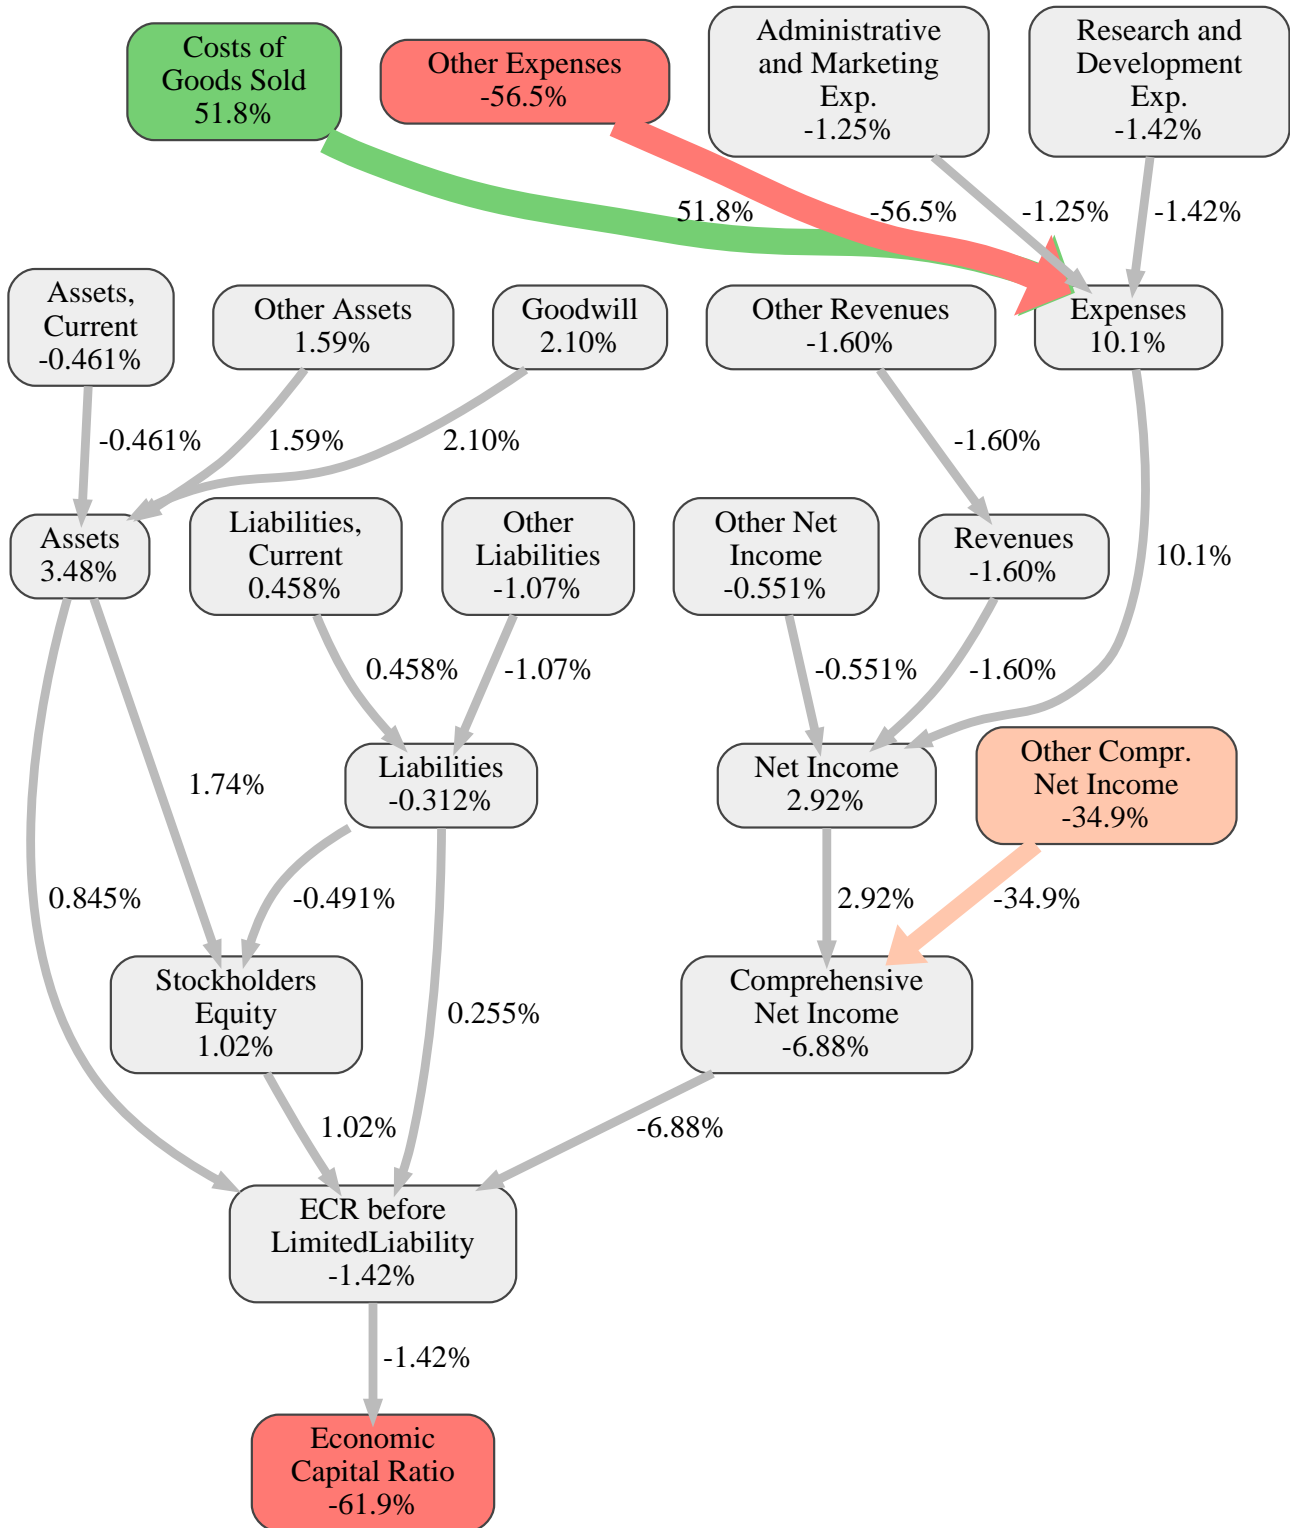 Costs of
Goods Sold
51.8%
Other Expenses
-56.5%
Administrative
and Marketing
Exp.
-1.25%
Research and
Development
Exp.
-1.42%
51.8%
-56.5%
-1.25%
-1.42%
Assets,
Current
-0.461%
Other Assets
1.59%
Goodwill
2.10%
Other Revenues
-1.60%
Expenses
10.1%
-0.461%
1.59%
2.10%
-1.60%
10.1%
Assets
3.48%
Liabilities,
Current
0.458%
Other
Liabilities
-1.07%
Other Net
Income
-0.551%
Revenues
-1.60%
0.458%
-1.07%
-0.551%
-1.60%
1.74%
Liabilities
-0.312%
Net Income
2.92%
Other Compr.
Net Income
-34.9%
0.845%
-0.491%
2.92%
-34.9%
Stockholders
Equity
1.02%
0.255%
Comprehensive
Net Income
-6.88%
1.02%
-6.88%
ECR before
LimitedLiability
-1.42%
-1.42%
Economic
Capital Ratio
-61.9%